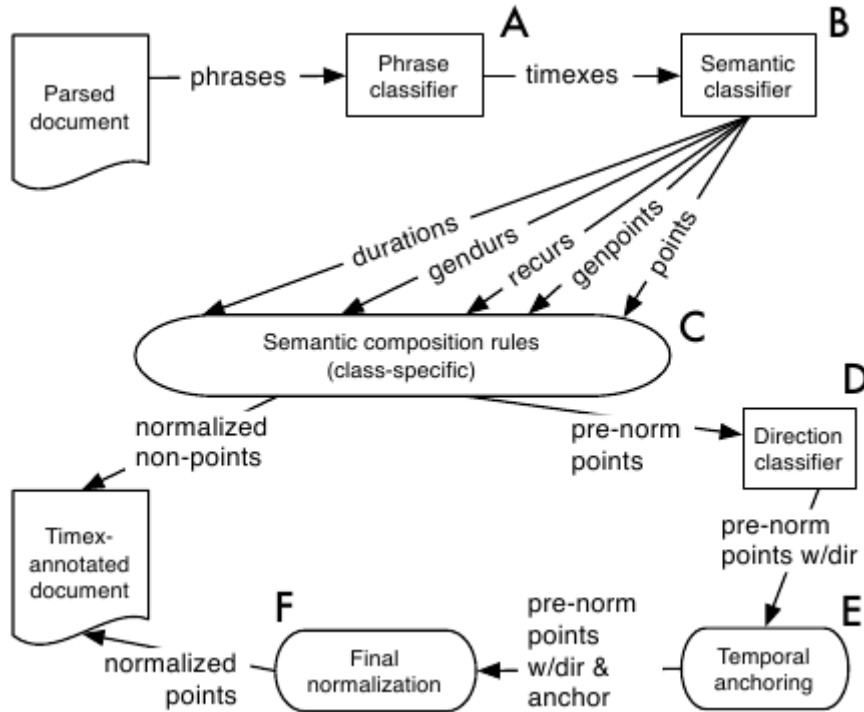 A
B
Parsed
document
phrases
Phrase
classifier
timexes
Semantic
classifier
durations
gendurs
recurs
genpoints
points
C
Semantic composition rules
(class-specific)
D
normalized
non-points
pre-norm
points
Direction
classifier
Timex-
annotated
document
pre-norm
points w/dir
F
E
pre-norm
points
w/dir &
anchor
normalized
points
Final
normalization
Temporal
anchoring